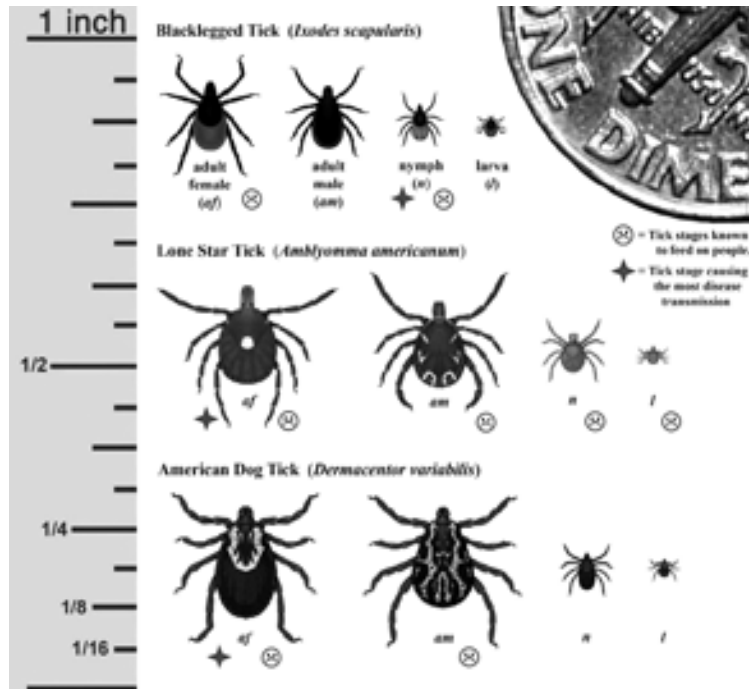 1 inch
Blacklegged Tick (Ixodes scapularis)
adult female (af)
adult male (am)
nymph (n)
larva (l)
ONE DIME
= Tick stages known
to feed on people.
= Tick stage causing
the most disease
transmission
Lone Star Tick (Amblyomma americanum)
1/2
af
am
n
l
American Dog Tick (Dermacentor variabilis)
1/4
1/8
1/16
af
am
n
l